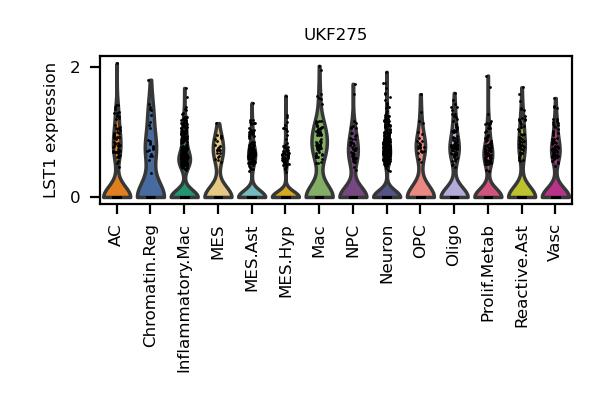 UKF275
LST1 expression
2
0
AC
Chromatin.Reg
Inflammatory.Mac
MES
MES.Ast
MES.Hyp
Mac
NPC
Neuron
OPC
Oligo
Prolif.Metab
Reactive.Ast
Vasc